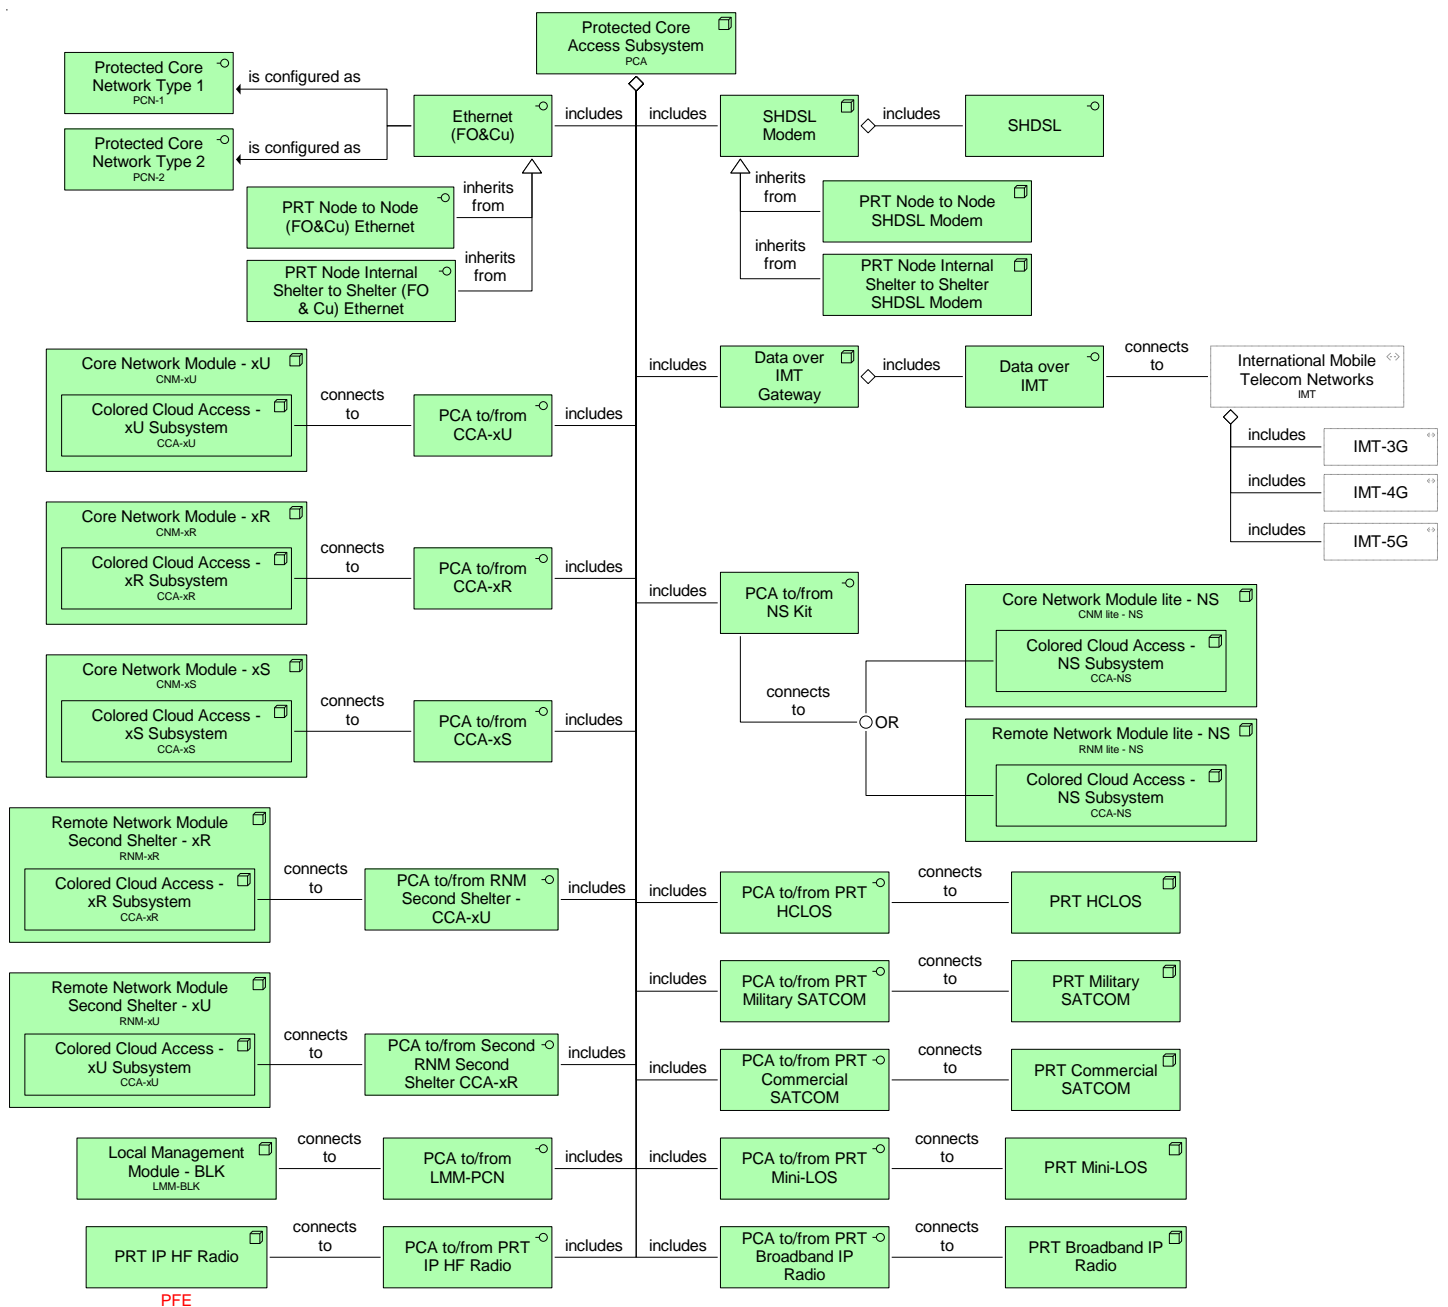 Protected Core
Access Subsystem
PCA
Protected Core
Network Type 1
PCN-1
is configured as
Protected Core
Network Type 2
PCN-2
is configured as
Ethernet
(FO&Cu)
includes
includes
SHDSL
Modem
includes
SHDSL
PRT Node to Node
(FO&Cu) Ethernet
inherits
from
PRT Node Internal
Shelter to Shelter (FO
& Cu) Ethernet
inherits
from
inherits
from
PRT Node to Node
SHDSL Modem
inherits
from
PRT Node Internal
Shelter to Shelter
SHDSL Modem
includes
Data over
IMT
Gateway
includes
Data over
IMT
connects
to
International Mobile
Telecom Networks
IMT
includes
IMT-3G
includes
IMT-4G
includes
IMT-5G
Core Network Module - xU
CNM-xU
Colored Cloud Access -
xU Subsystem
CCA-xU
connects
to
PCA to/from
CCA-xU
includes
Core Network Module - xR
CNM-xR
Colored Cloud Access -
xR Subsystem
CCA-xR
connects
to
PCA to/from
CCA-xR
includes
includes
PCA to/from
NS Kit
connects
to
OR
Core Network Module lite - NS
CNM lite - NS
Colored Cloud Access -
NS Subsystem
CCA-NS
Remote Network Module lite - NS
RNM lite - NS
Colored Cloud Access -
NS Subsystem
CCA-NS
Core Network Module - xS
CNM-xS
Colored Cloud Access -
xS Subsystem
CCA-xS
connects
to
PCA to/from
CCA-xS
includes
Remote Network Module
Second Shelter - xR
RNM-xR
Colored Cloud Access -
xR Subsystem
CCA-xR
connects
to
PCA to/from RNM
Second Shelter -
CCA-xU
includes
includes
PCA to/from PRT
HCLOS
connects
to
PRT HCLOS
includes
PCA to/from PRT
Military SATCOM
connects
to
PRT Military
SATCOM
Remote Network Module
Second Shelter - xU
RNM-xU
Colored Cloud Access -
xU Subsystem
CCA-xU
connects
to
PCA to/from Second
RNM Second
Shelter CCA-xR
includes
includes
PCA to/from PRT
Commercial
SATCOM
connects
to
PRT Commercial
SATCOM
Local Management
Module - BLK
LMM-BLK
connects
to
PCA to/from
LMM-PCN
includes
includes
PCA to/from PRT
Mini-LOS
connects
to
PRT Mini-LOS
PRT IP HF Radio
PFE
connects
to
PCA to/from PRT
IP HF Radio
includes
includes
PCA to/from PRT
Broadband IP
Radio
connects
to
PRT Broadband IP
Radio